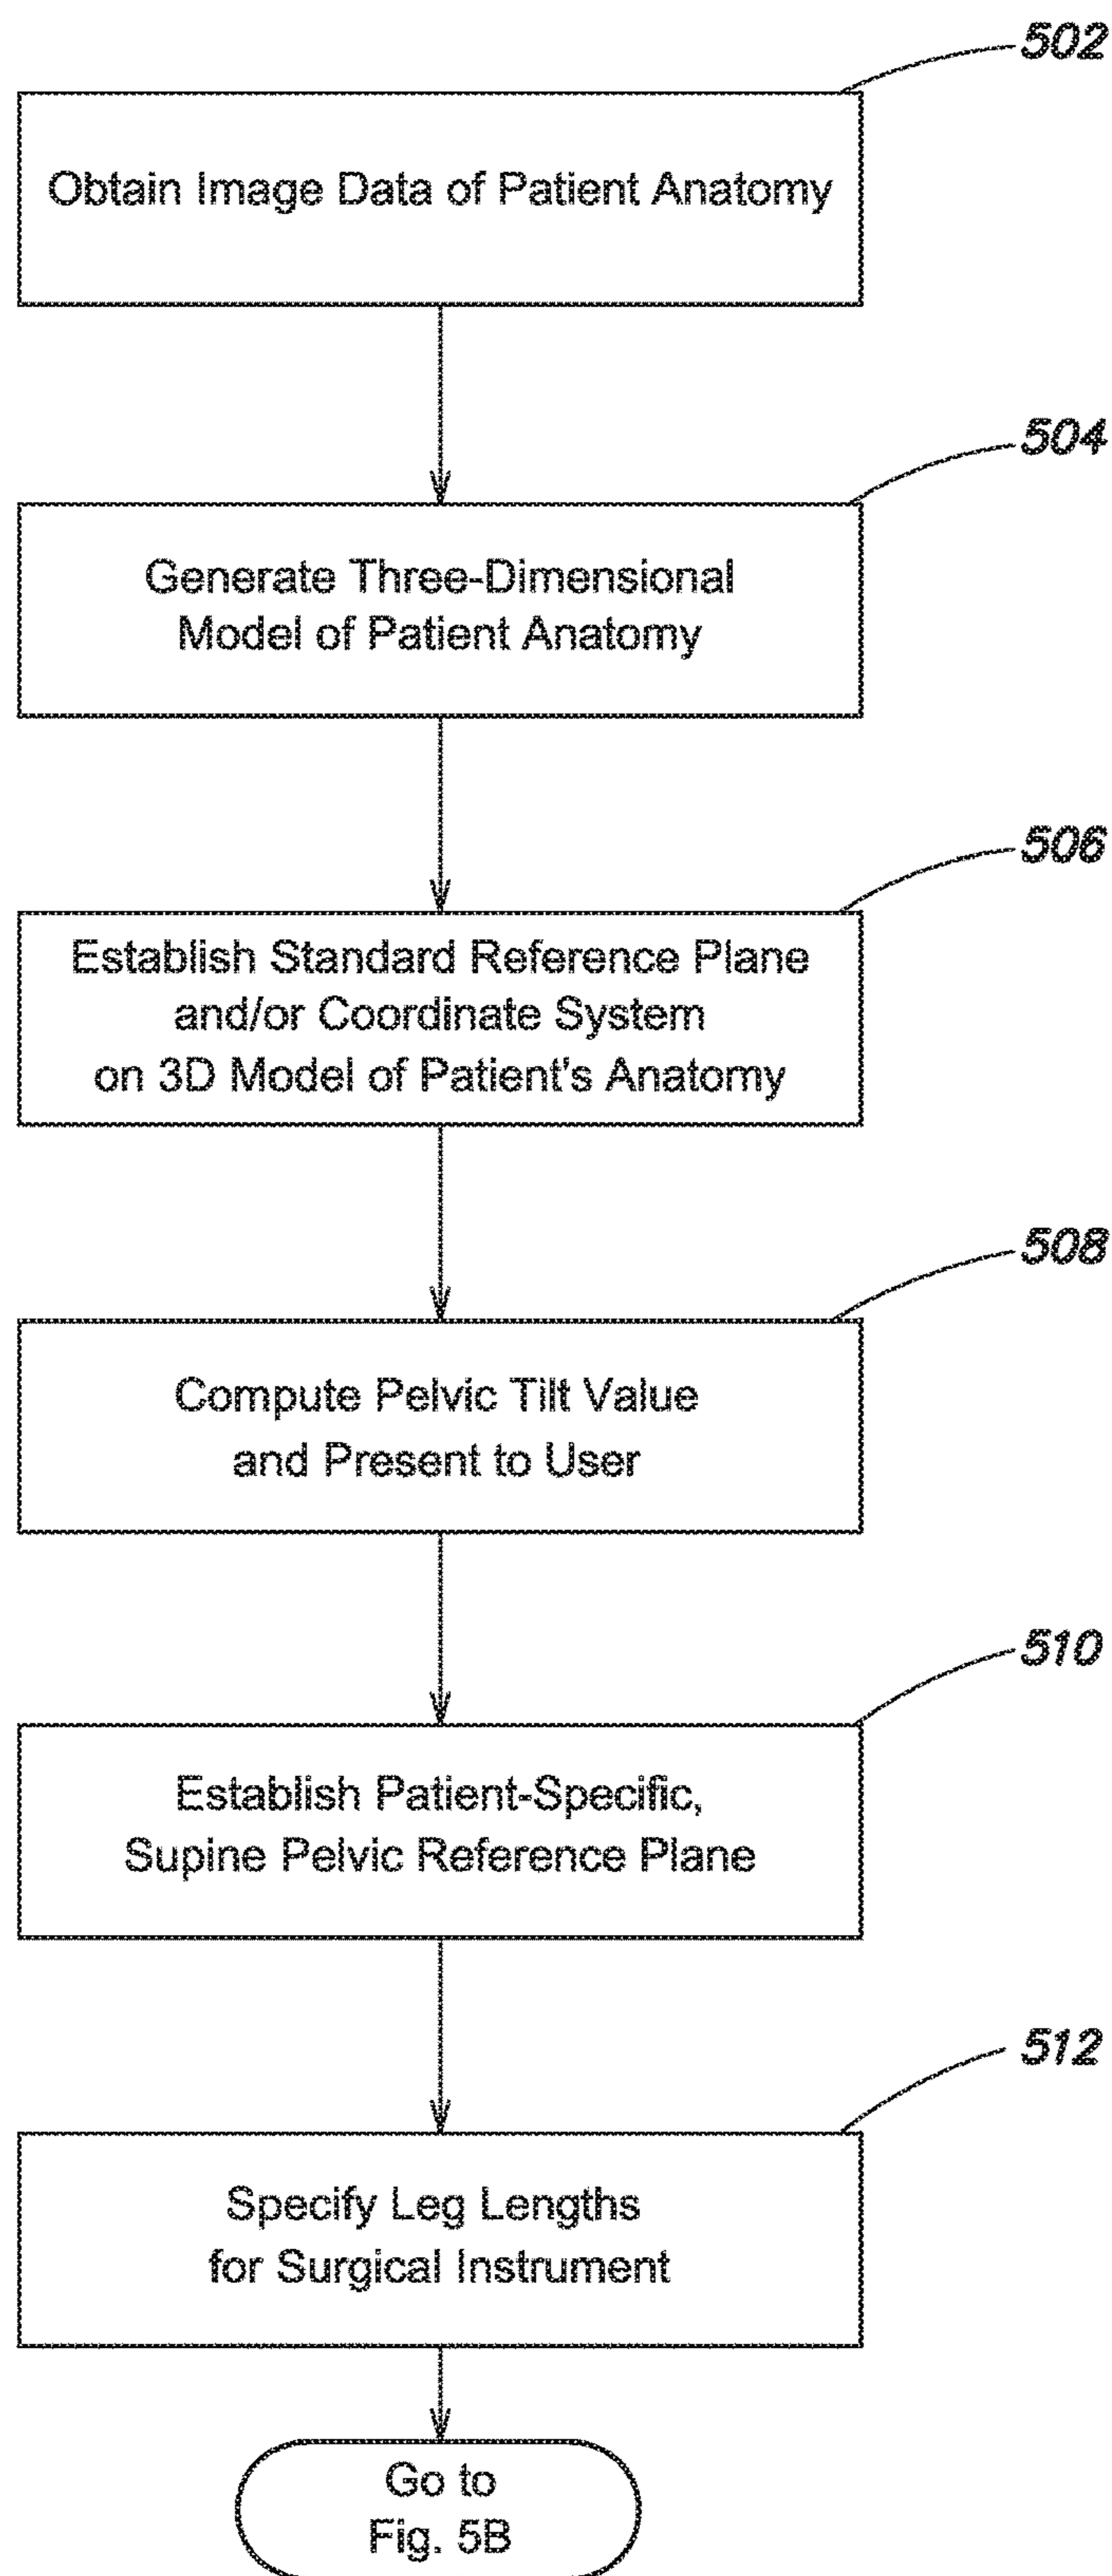 502
Obtain Image Data of Patient Anatomy
504
Generate Three-Dimensional
Model of Patient Anatomy
506
Establish Standard Reference Plane
and/or Coordinate System
on 3D Model of Patient's Anatomy
508
Compute Pelvic Tilt Value
and Present to User
510
Establish Patient-Specific,
Supine Pelvic Reference Plane
512
Specify Leg Lengths
for Surgical Instrument
Go to
Fig. 5B